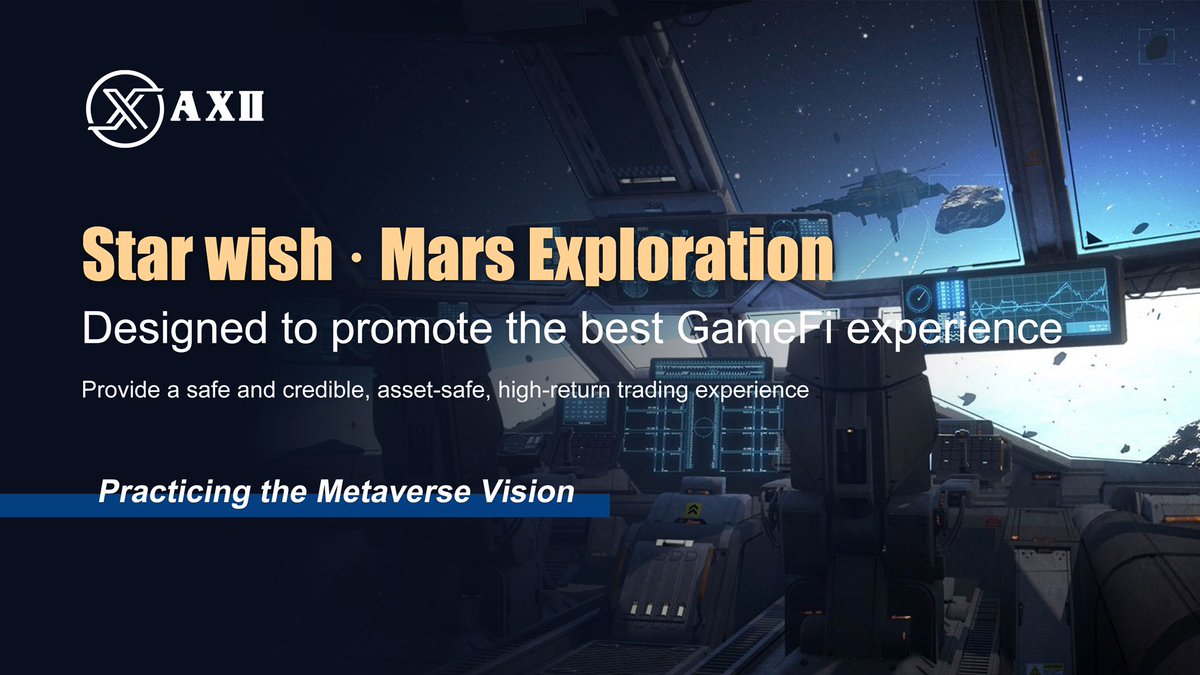 AXII
Star wish · Mars Exploration
Designed to promote the best GameFi experience
Provide a safe and credible, asset-safe, high-return trading experience
Practicing the Metaverse Vision